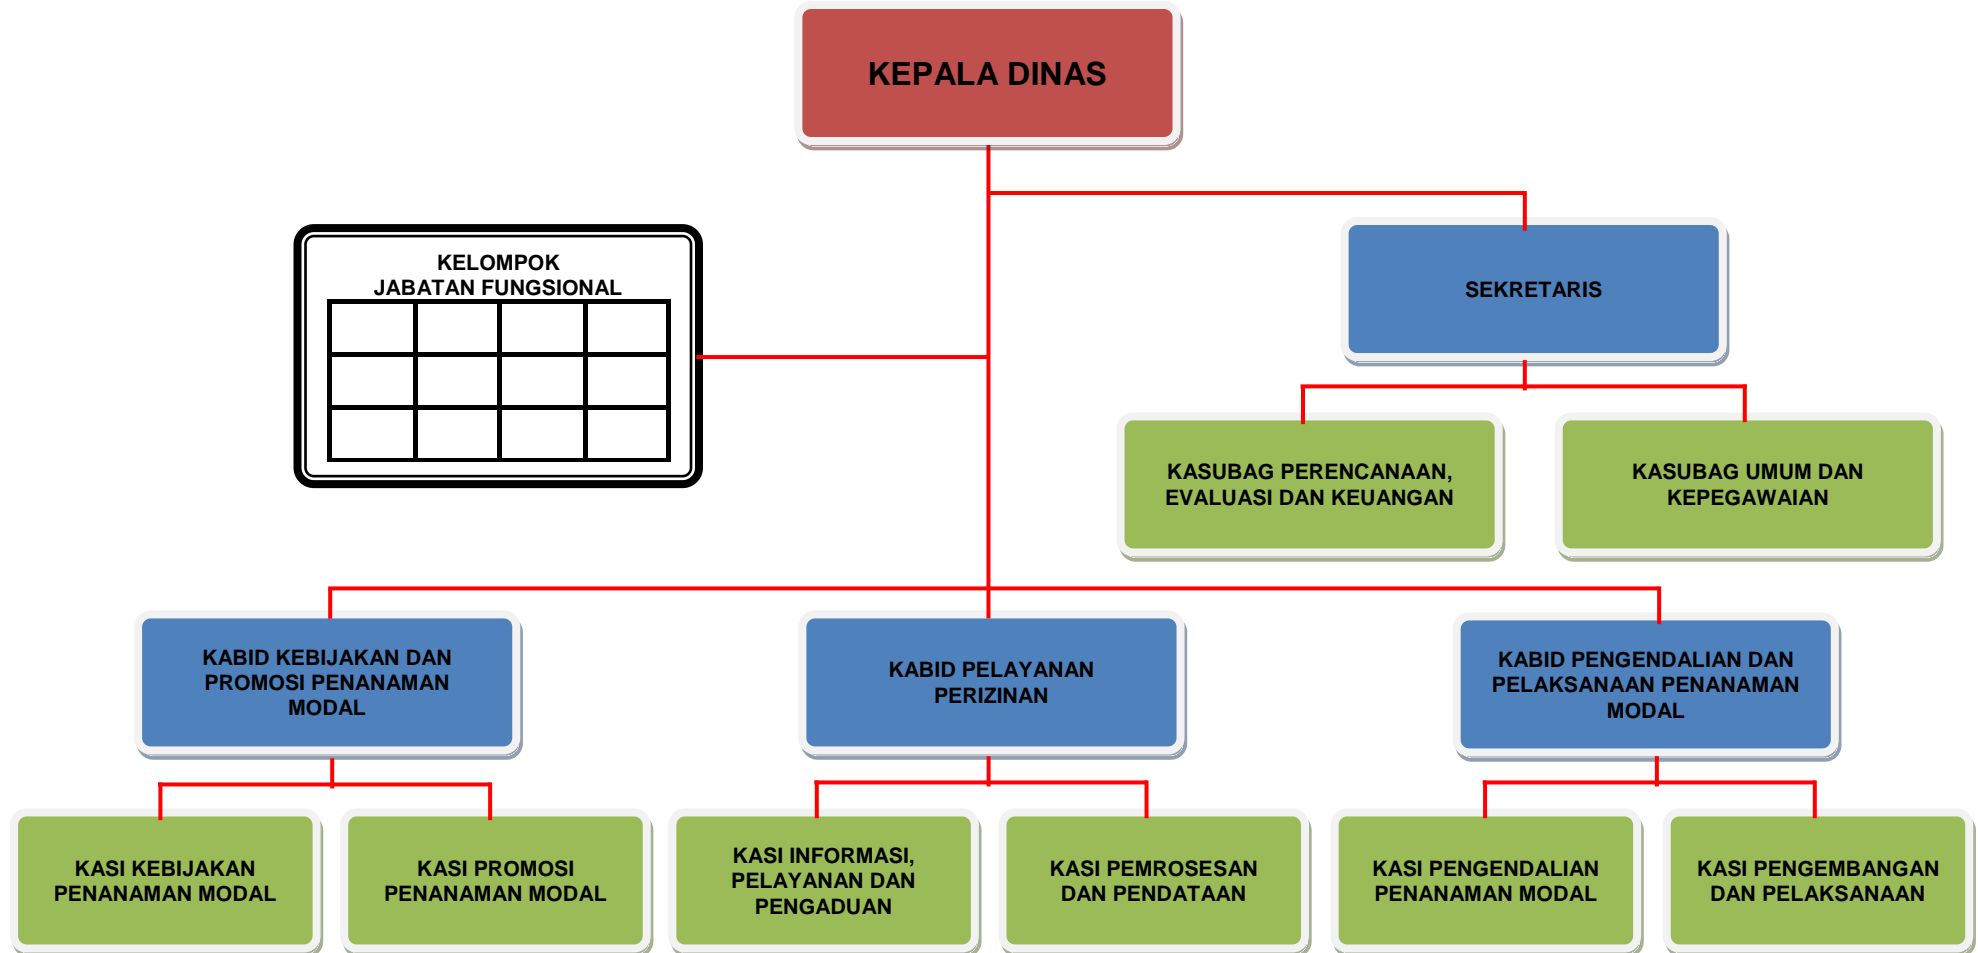 KEPALA DINAS
KELOMPOK
JABATAN FUNGSIONAL
SEKRETARIS
KASUBAG PERENCANAAN,
EVALUASI DAN KEUANGAN
KASUBAG UMUM DAN
KEPEGAWAIAN
KABID KEBIJAKAN DAN
PROMOSI PENANAMAN
MODAL
KABID PELAYANAN
PERIZINAN
KABID PENGENDALIAN DAN
PELAKSANAAN PENANAMAN
MODAL
KASI KEBIJAKAN
PENANAMAN MODAL
KASI PROMOSI
PENANAMAN MODAL
KASI INFORMASI,
PELAYANAN DAN
PENGADUAN
KASI PEMROSESAN
DAN PENDATAAN
KASI PENGENDALIAN
PENANAMAN MODAL
KASI PENGEMBANGAN
DAN PELAKSANAAN